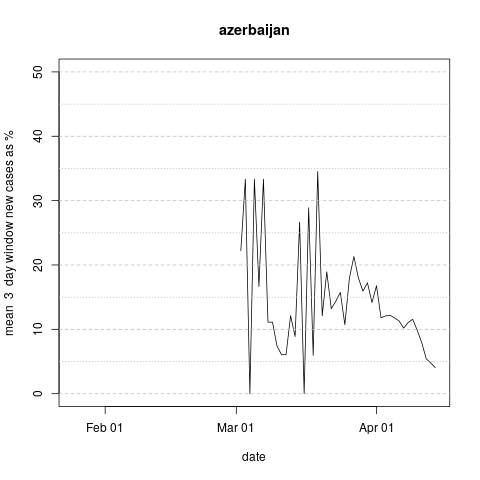 azerbaijan
mean 3 day window new cases as %
50
40
30
20
10
0
Feb 01
Mar 01
Apr 01
date